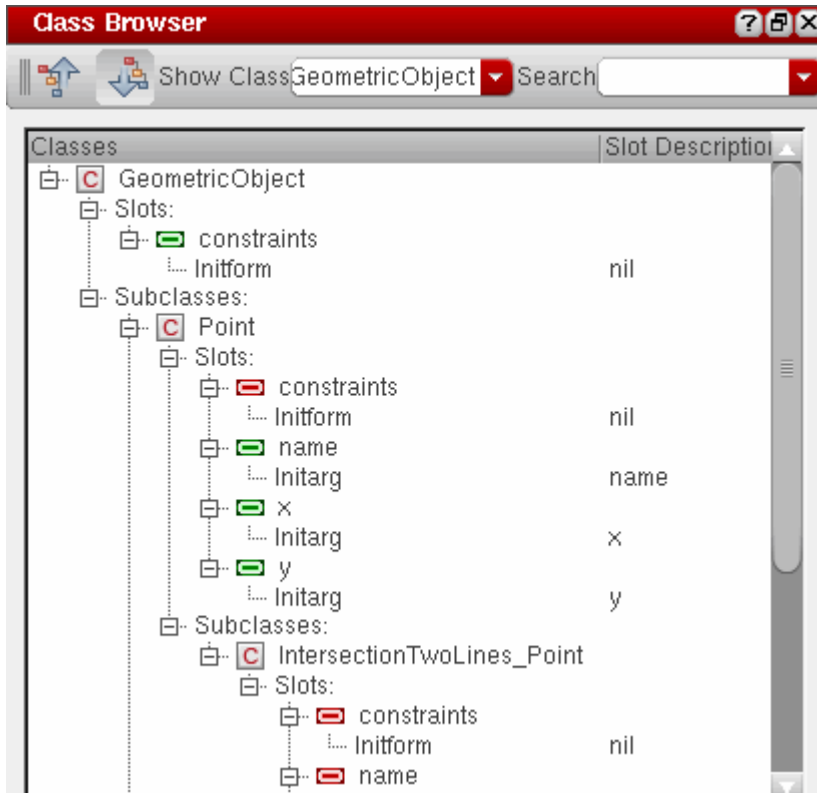 Class Browser
Show Class GeometricObject Search
Classes Slot Description
C GeometricObject
Slots:
constraints
Initform nil
Subclasses:
C Point
Slots:
constraints
Initform nil
name
Initarg name
x
Initarg x
y
Initarg y
Subclasses:
C IntersectionTwoLines_Point
Slots:
constraints
Initform nil
name